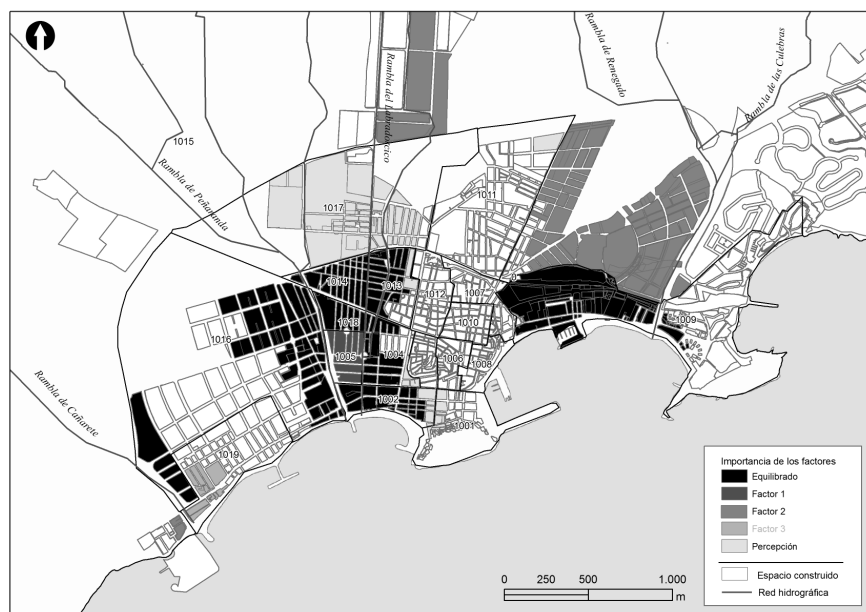 Rambla de Renegado
Rambla de las Culebras
Rambla del Labradorcico
1015
Rambla de Peñaranda
1017
1011
1014
1013
1012
1007
1018
1010
1009
1016
1005
1004
1006
1008
Rambla de Cañarete
1002
1001
1019
Importancia de los factores
Equilibrado
Factor 1
Factor 2
Factor 3
Percepción
Espacio construido
Red hidrográfica
0 250 500 1.000
m